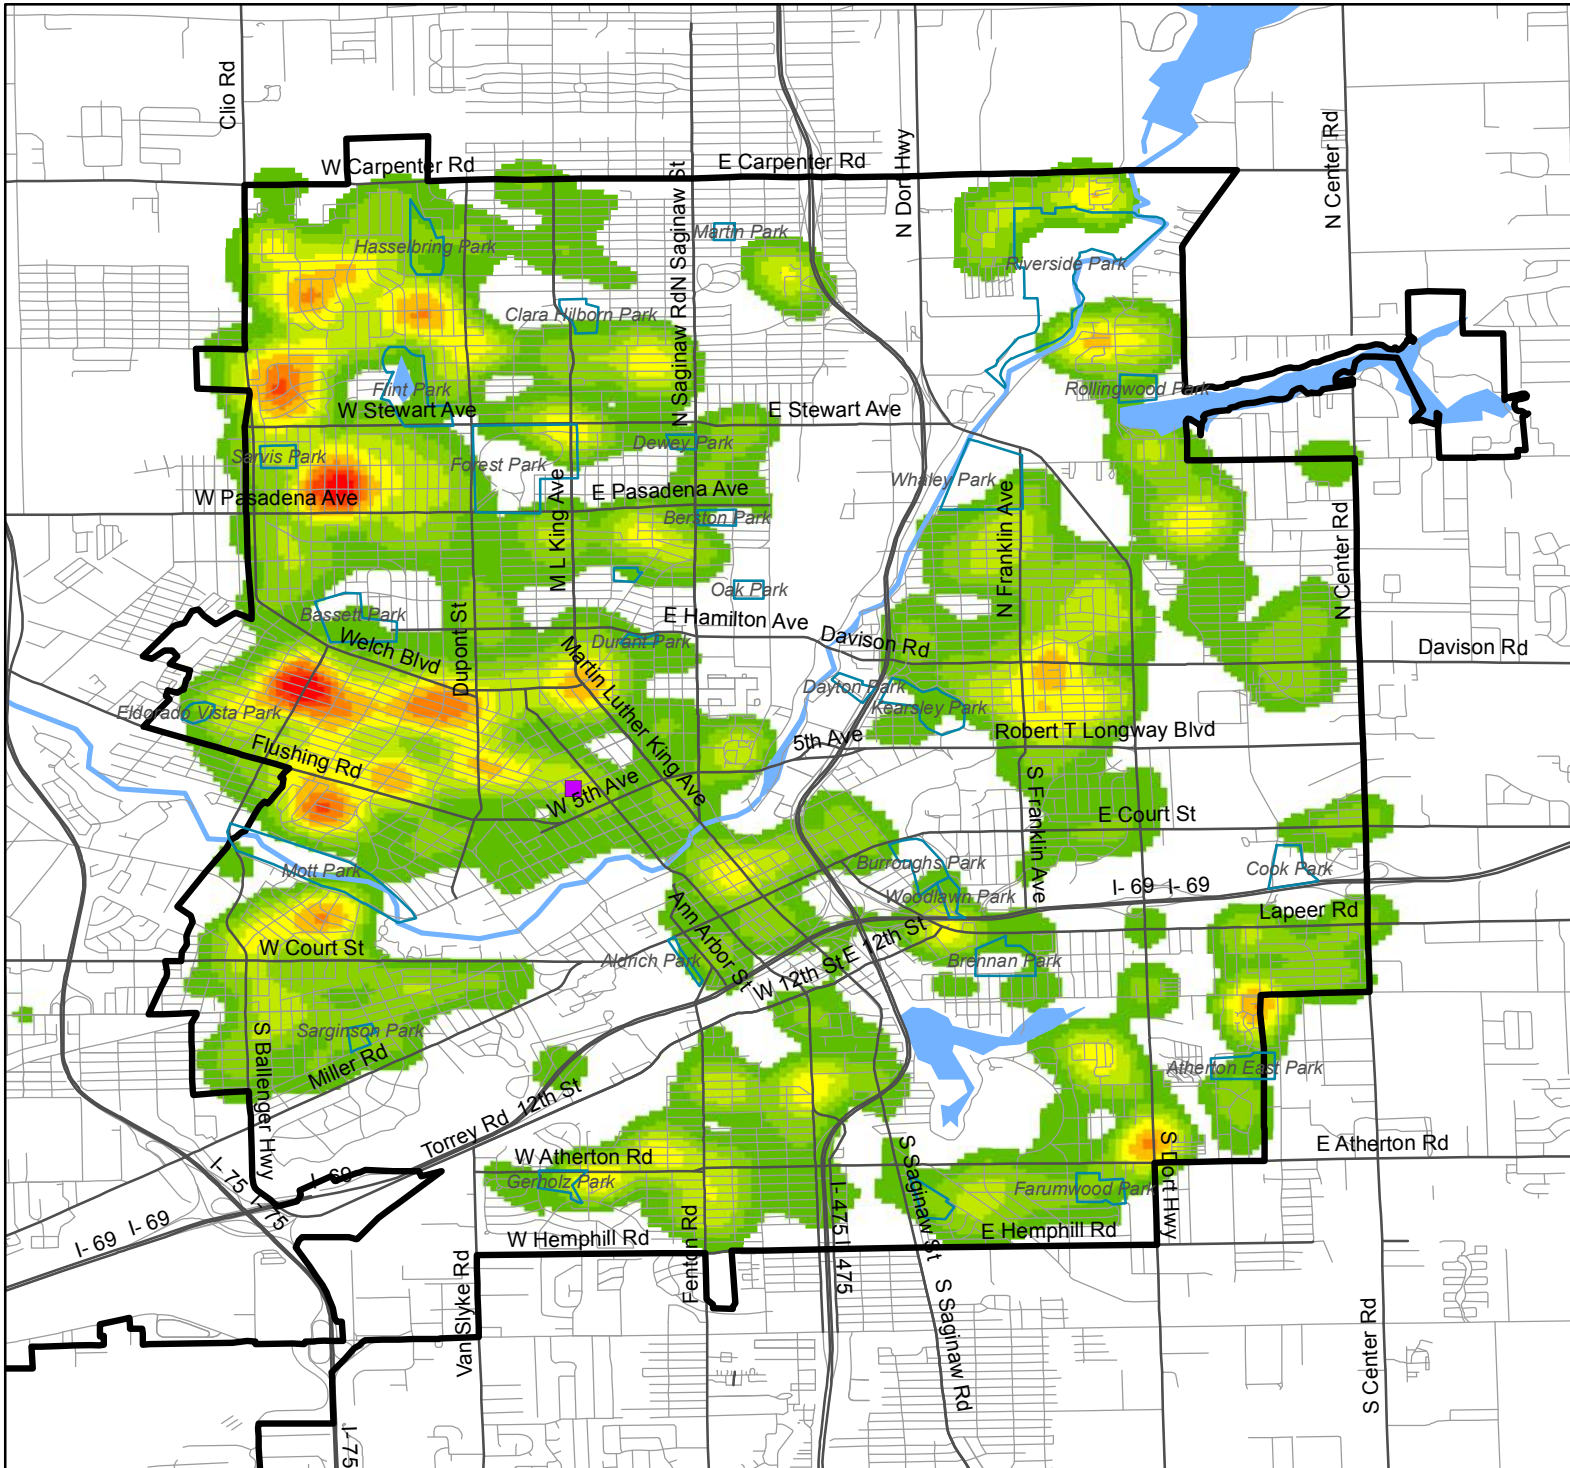 Clio Rd
W Carpenter Rd
E Carpenter Rd
N Dort Hwy
N Center Rd
N Saginaw St
Martin Park
Hasselbring Park
Riverside Park
Clara Hilborn Park
N Saginaw Rd
Flint Park
Rollingwood Park
W Stewart Ave
E Stewart Ave
Dewey Park
Sarvis Park
Forest Park
Whaley Park
W Pasadena Ave
E Pasadena Ave
Berston Park
M L King Ave
N Franklin Ave
N Center Rd
Oak Park
Bassett Park
E Hamilton Ave
Durant Park
Davison Rd
Davison Rd
Welch Blvd
Dupont St
Martin Luther King Ave
Dayton Park
Kearsley Park
Eldorado Vista Park
Robert T Longway Blvd
5th Ave
Flushing Rd
W 5th Ave
S Franklin Ave
E Court St
Mott Park
Burroughs Park
Cook Park
Woodlawn Park
I- 69
I- 69
Ann Arbor St
Lapeer Rd
W Court St
E 12th St
Aldrich Park
W 12th St
Brennan Park
Sarginson Park
Miller Rd
S Ballenger Hwy
Atherton East Park
12th St
Torrey Rd
W Atherton Rd
E Atherton Rd
S Dort Hwy
S Saginaw St
I- 75
I- 69
I- 75
Gerholz Park
Farumwood Park
I- 69
I- 69
W Hemphill Rd
E Hemphill Rd
Fenton Rd
I- 475
I- 475
Van Slyke Rd
S Saginaw Rd
S Center Rd
I- 75